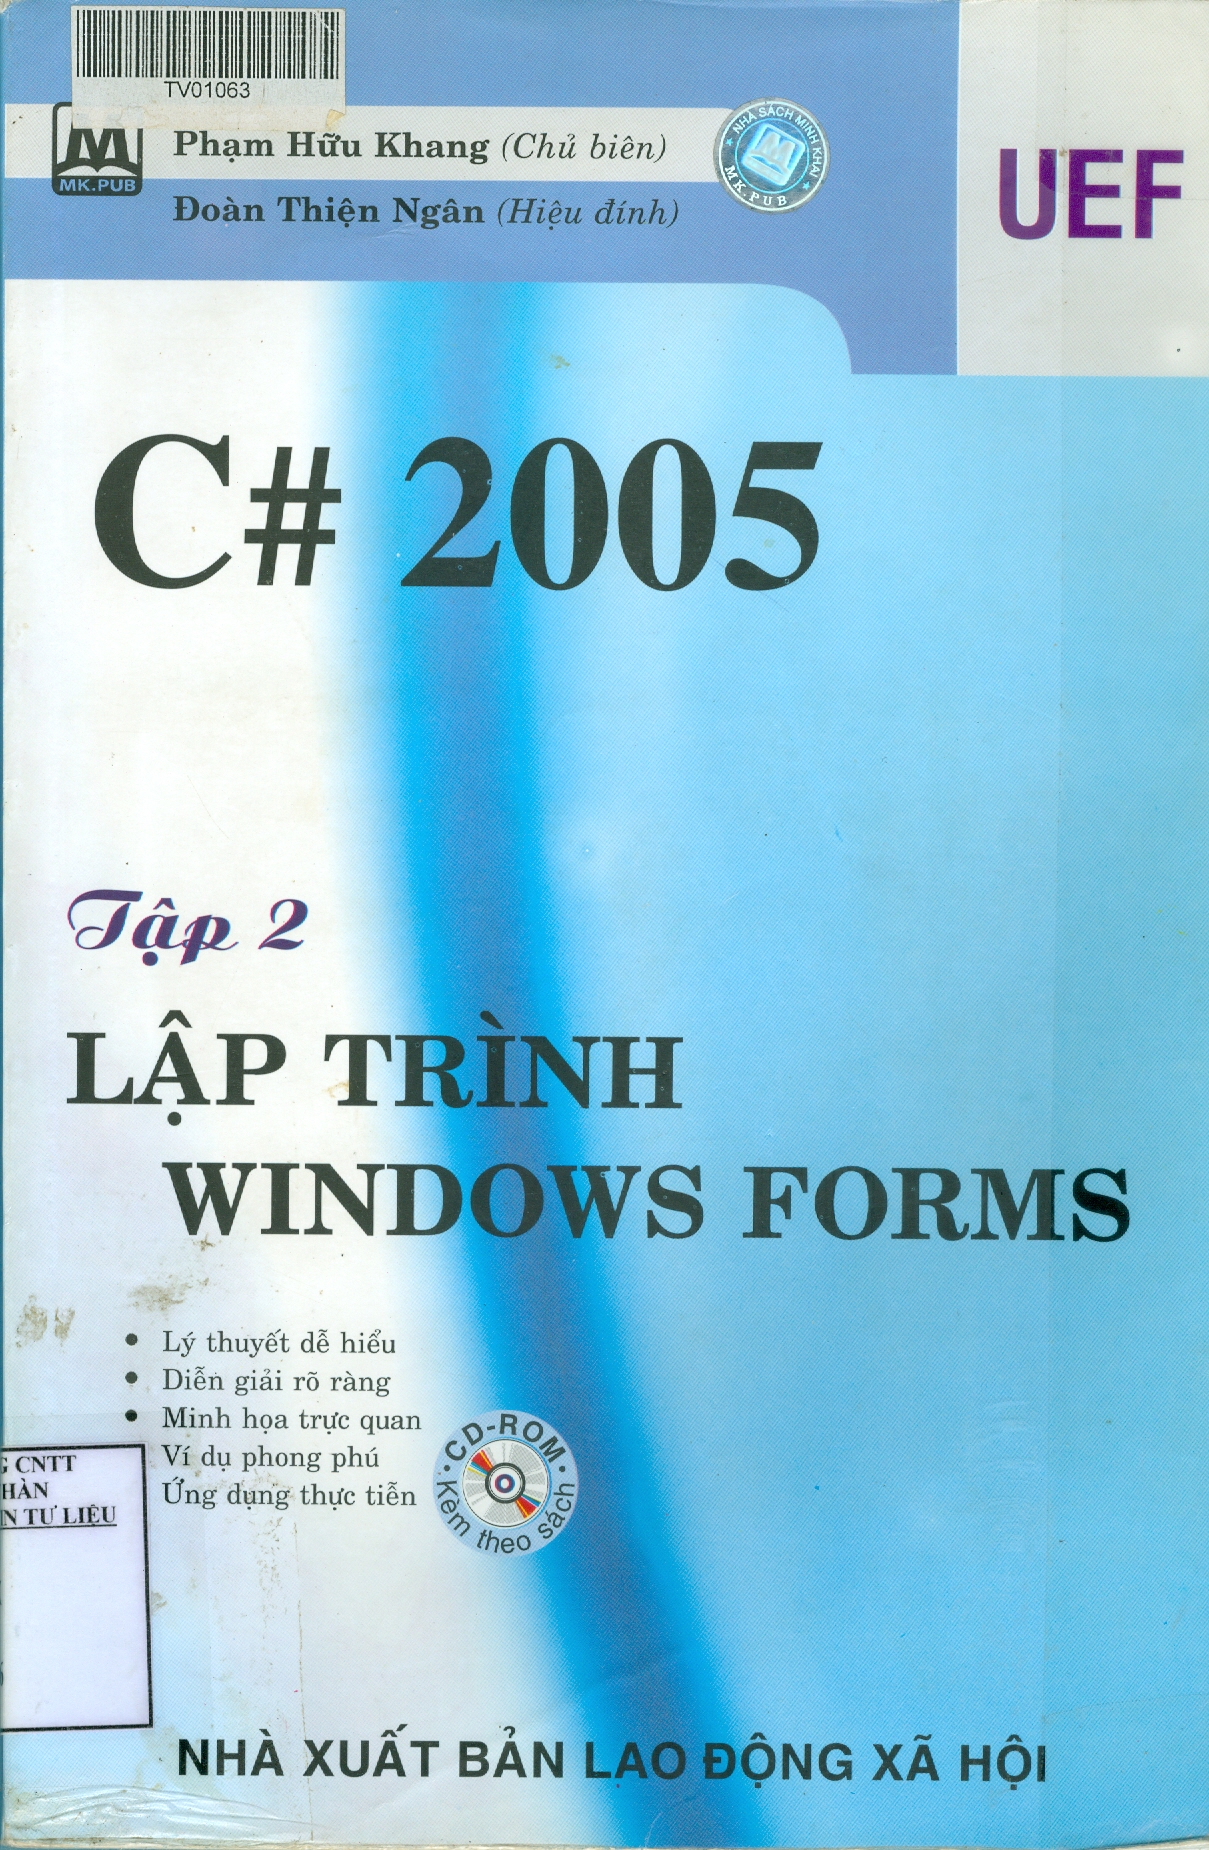 TV01063
MK.PUB
Phạm Hữu Khang (Chủ biên)
Đoàn Thiện Ngân (Hiệu đính)
NHÀ SÁCH MINH KHAI
MK.PUB
UEF
C# 2005
Tập 2
LẬP TRÌNH
WINDOWS FORMS
• Lý thuyết dễ hiểu
• Diễn giải rõ ràng
• Minh họa trực quan
Ví dụ phong phú
Ứng dụng thực tiễn
CD-ROM
Kèm theo sách
CNTT
TƯ LIỆU
NHÀ XUẤT BẢN LAO ĐỘNG XÃ HỘI